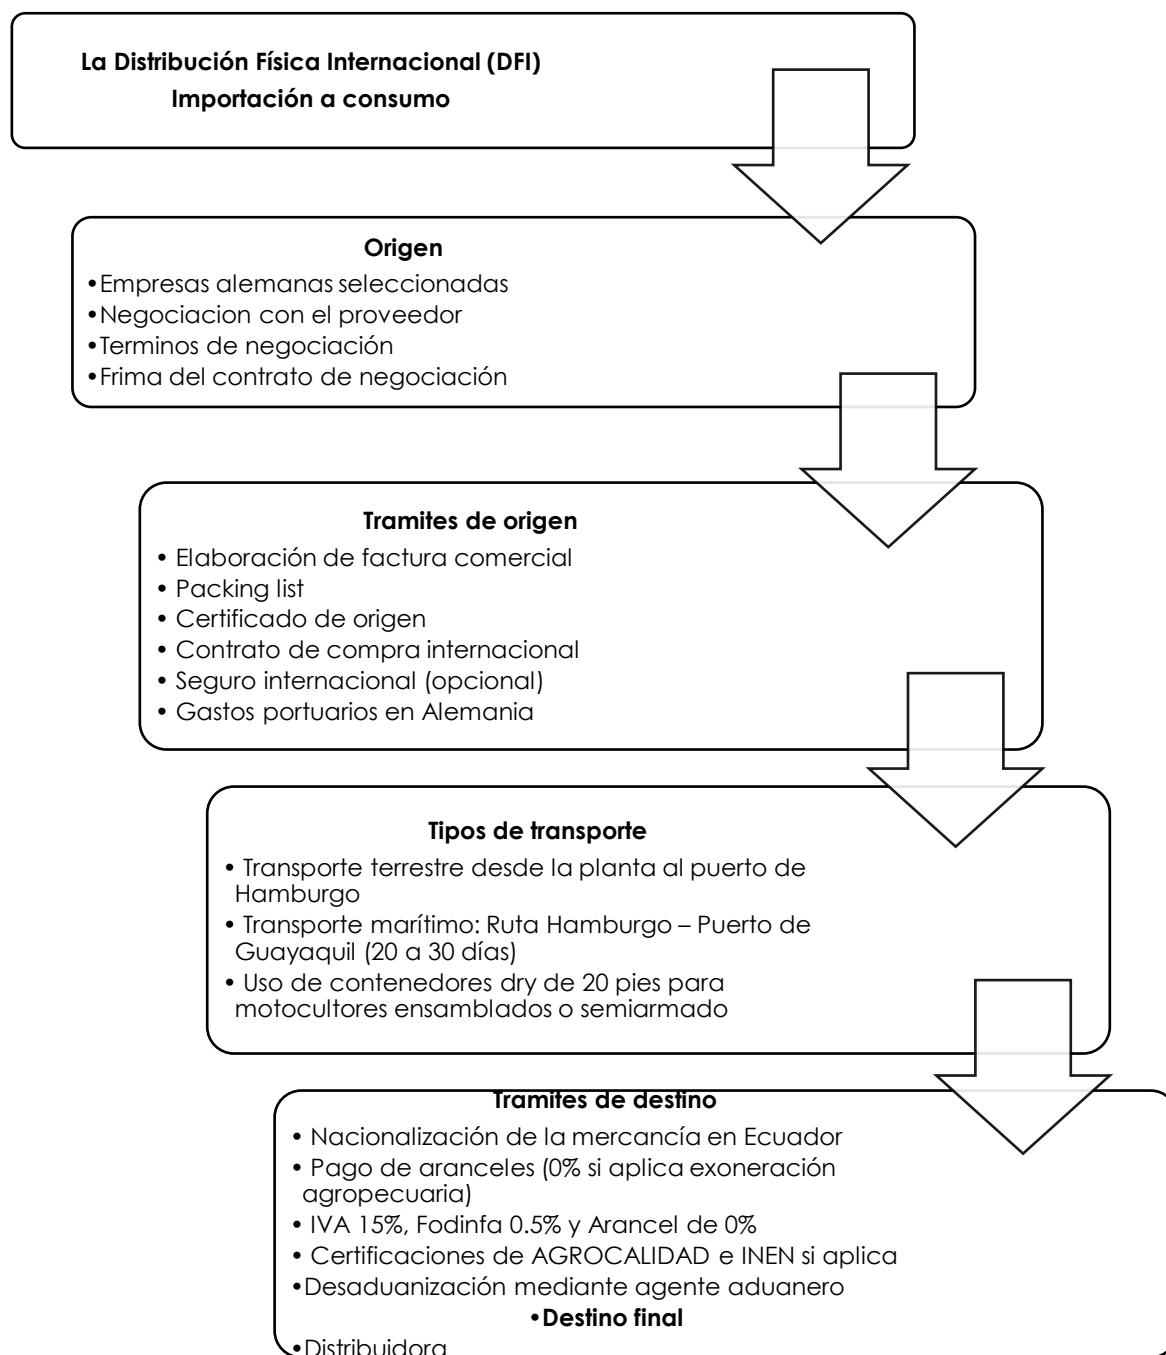 La Distribución Física Internacional (DFI)
Importación a consumo
Origen
•Empresas alemanas seleccionadas
•Negociacion con el proveedor
•Terminos de negociación
•Frima del contrato de negociación
Tramites de origen
• Elaboración de factura comercial
• Packing list
• Certificado de origen
• Contrato de compra internacional
• Seguro internacional (opcional)
• Gastos portuarios en Alemania
Tipos de transporte
• Transporte terrestre desde la planta al puerto de
Hamburgo
• Transporte marítimo: Ruta Hamburgo – Puerto de
Guayaquil (20 a 30 días)
• Uso de contenedores dry de 20 pies para
motocultores ensamblados o semiarmado
Tramites de destino
• Nacionalización de la mercancía en Ecuador
• Pago de aranceles (0% si aplica exoneración
agropecuaria)
• IVA 15%, Fodinfa 0.5% y Arancel de 0%
• Certificaciones de AGROCALIDAD e INEN si aplica
•Desaduanización mediante agente aduanero
•Destino final
•Distribuidora